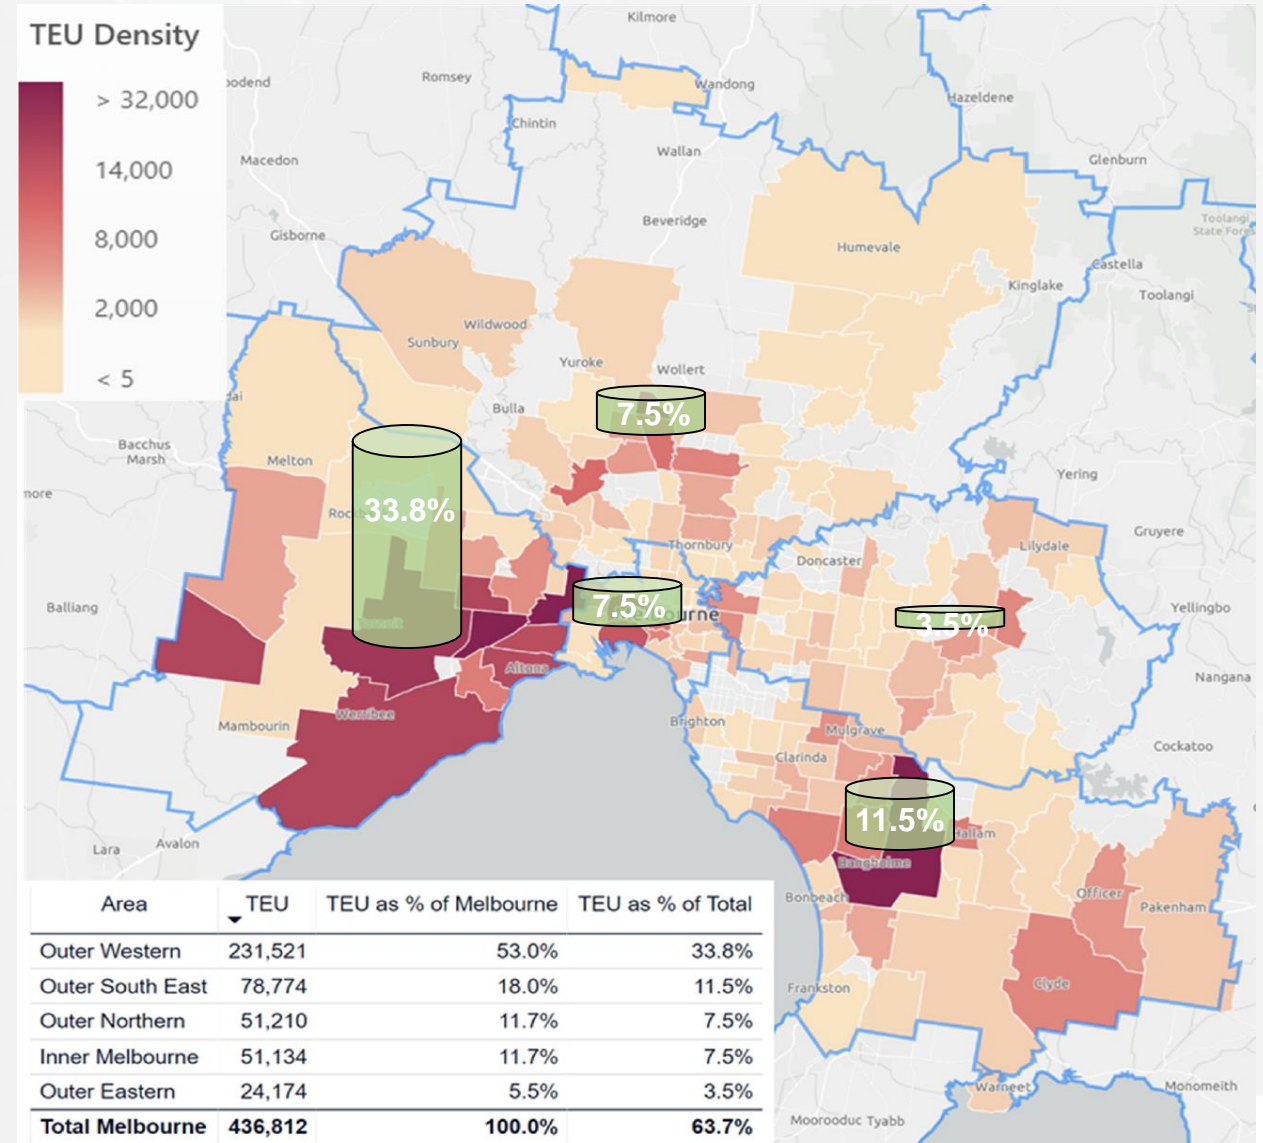 TEU Density
> 32,000
14,000
8,000
2,000
< 5
Kilmore
Romsey
Wandong
Hazeldene
Chintin
Wallan
Macedon
Glenburn
Beveridge
Gisborne
Humevale
Toolangi
State Fores
Castella
Kinglake
Toolangi
Wildwood
Sunbury
Yuroke
Wollert
Bulla
7.5%
Bacchus
Marsh
Melton
Yering
33.8%
Gruyere
Thornbury
Lilydale
Doncaster
Balliang
7.5%
Yellingbo
3.5%
Altona
Nangana
Werribee
Mambourin
Brighton
Mulgrave
Cockatoo
Clarinda
11.5%
Hallam
Lara
Avalon
Bangholme
Bonbeach
Officer
Pakenham
Clyde
Frankston
Warneet
Monomeith
Moorooduc Tyabb
Area TEU TEU as % of Melbourne TEU as % of Total
Outer Western 231,521 53.0% 33.8%
Outer South East 78,774 18.0% 11.5%
Outer Northern 51,210 11.7% 7.5%
Inner Melbourne 51,134 11.7% 7.5%
Outer Eastern 24,174 5.5% 3.5%
Total Melbourne 436,812 100.0% 63.7%